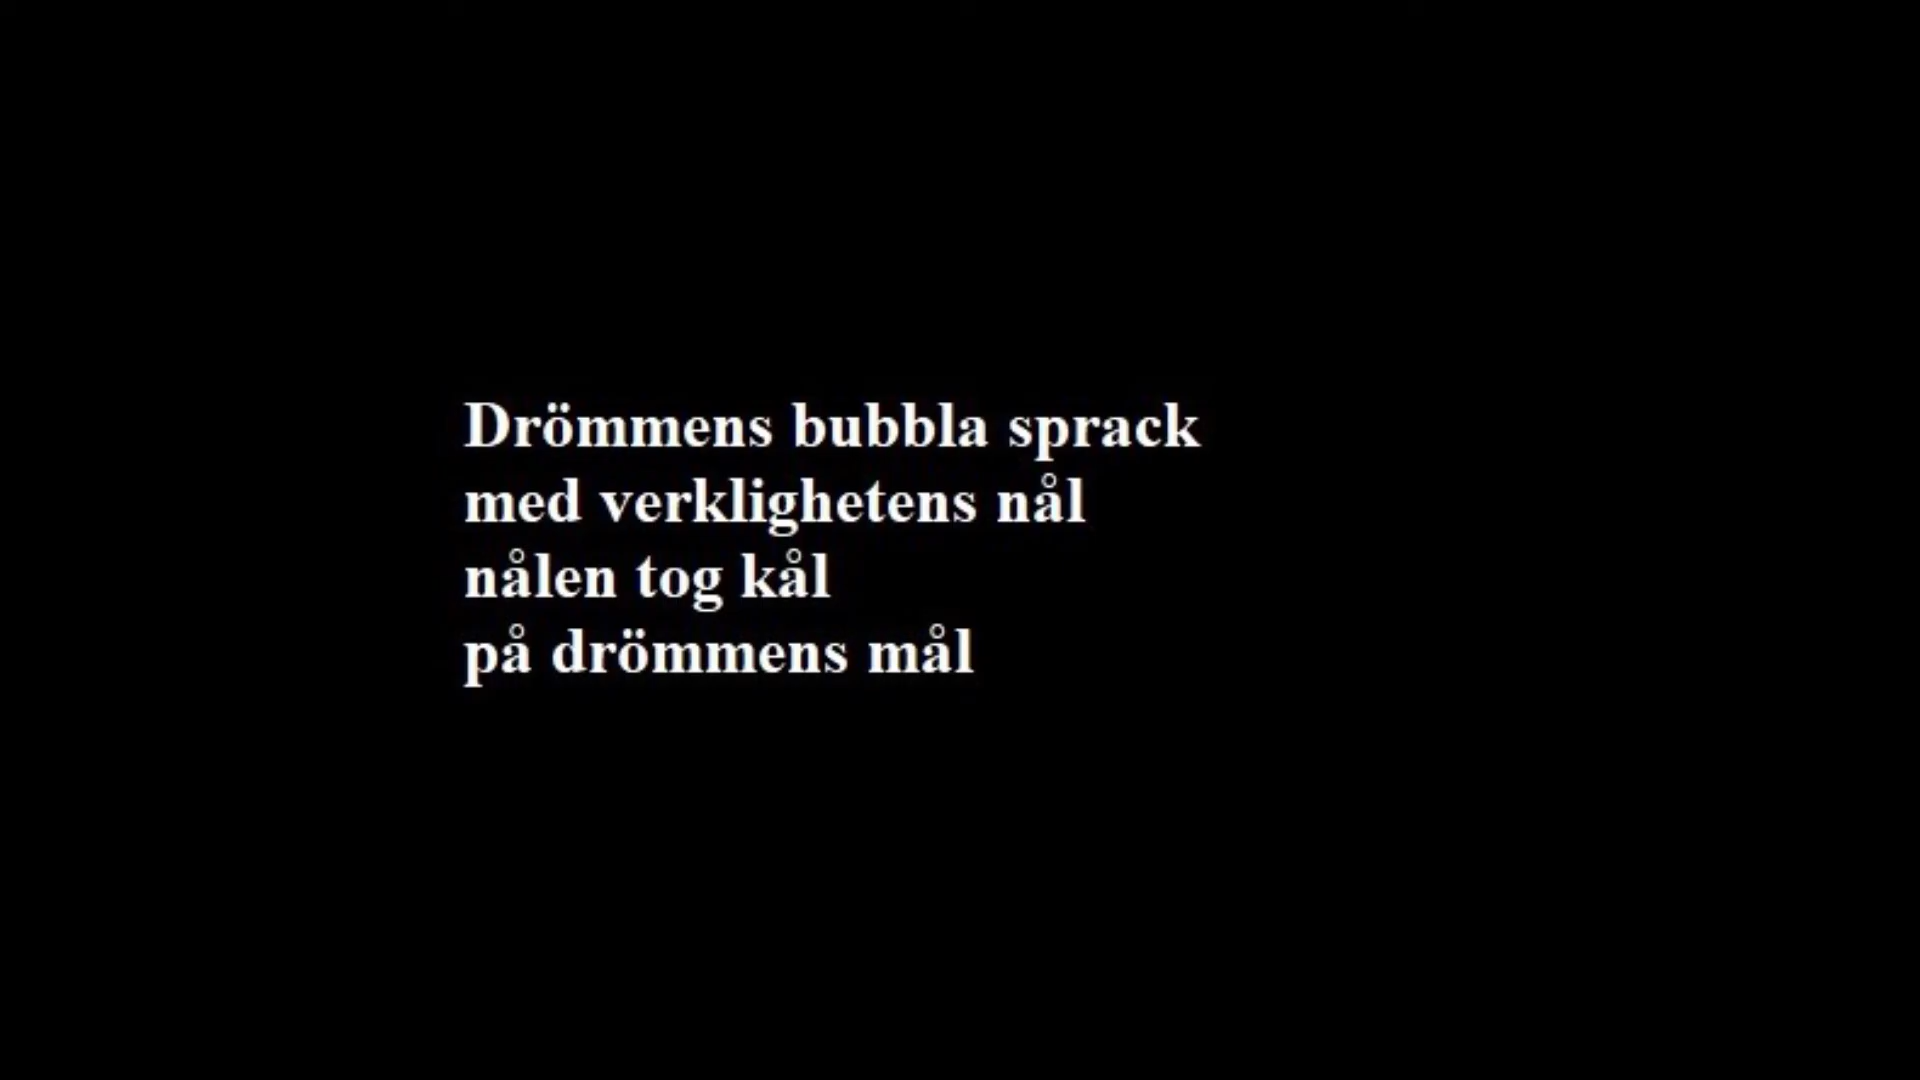 Drömmens bubbla sprack
med verklighetens nål
nålen tog kål
på drömmens mål